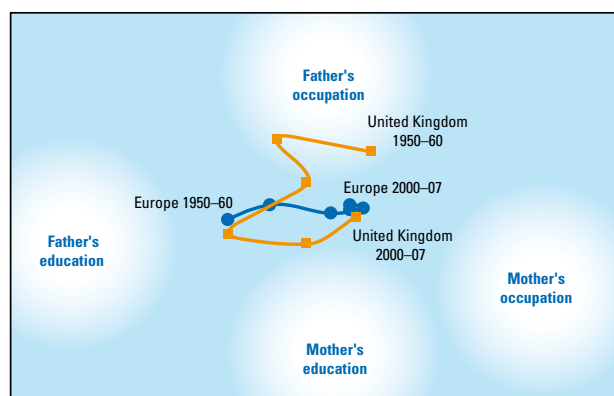 Father's
occupation
United Kingdom
1950–60
Europe 1950–60
Europe 2000–07
Father's
education
United Kingdom
2000–07
Mother's
occupation
Mother's
education